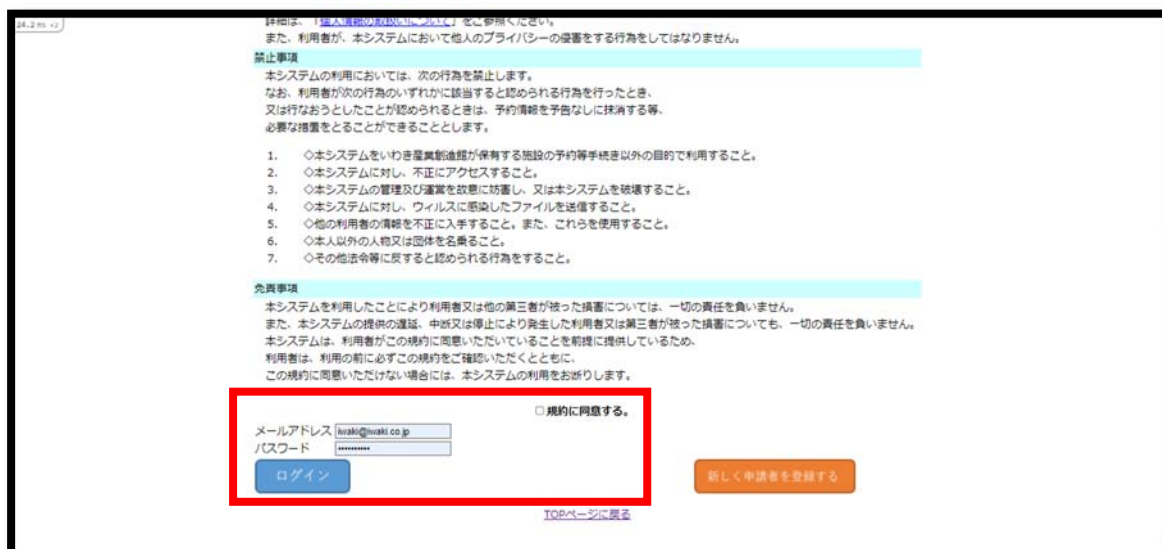 24.2 ms x2
詳細は、「個人情報の取扱いについて」をご参照ください。
また、利用者が、本システムにおいて他人のプライバシーの侵害をする行為をしてはなりません。
禁止事項
本システムの利用においては、次の行為を禁止します。
なお、利用者が次の行為のいずれかに該当すると認められる行為を行ったとき、
又は行なおうとしたことが認められるときは、予約情報を予告なしに抹消する等、
必要な措置をとることができることとします。
1. ◇本システムをいわき産業創造館が保有する施設の予約等手続き以外の目的で利用すること。
2. ◇本システムに対し、不正にアクセスすること。
3. ◇本システムの管理及び運営を故意に妨害し、又は本システムを破壊すること。
4. ◇本システムに対し、ウィルスに感染したファイルを送信すること。
5. ◇他の利用者の情報を不正に入手すること。また、これらを使用すること。
6. ◇本人以外の人物又は団体を名乗ること。
7. ◇その他法令等に反すると認められる行為をすること。
免責事項
本システムを利用したことにより利用者又は他の第三者が被った損害については、一切の責任を負いません。
また、本システムの提供の遅延、中断又は停止により発生した利用者又は第三者が被った損害についても、一切の責任を負いません。
本システムは、利用者がこの規約に同意いただいていることを前提に提供しているため、
利用者は、利用の前に必ずこの規約をご確認いただくとともに、
この規約に同意いただけない場合には、本システムの利用をお断りします。
規約に同意する。
メールアドレス iwaki@iwaki.co.jp
パスワード ••••••••••
ログイン 新しく申請者を登録する
TOPページに戻る